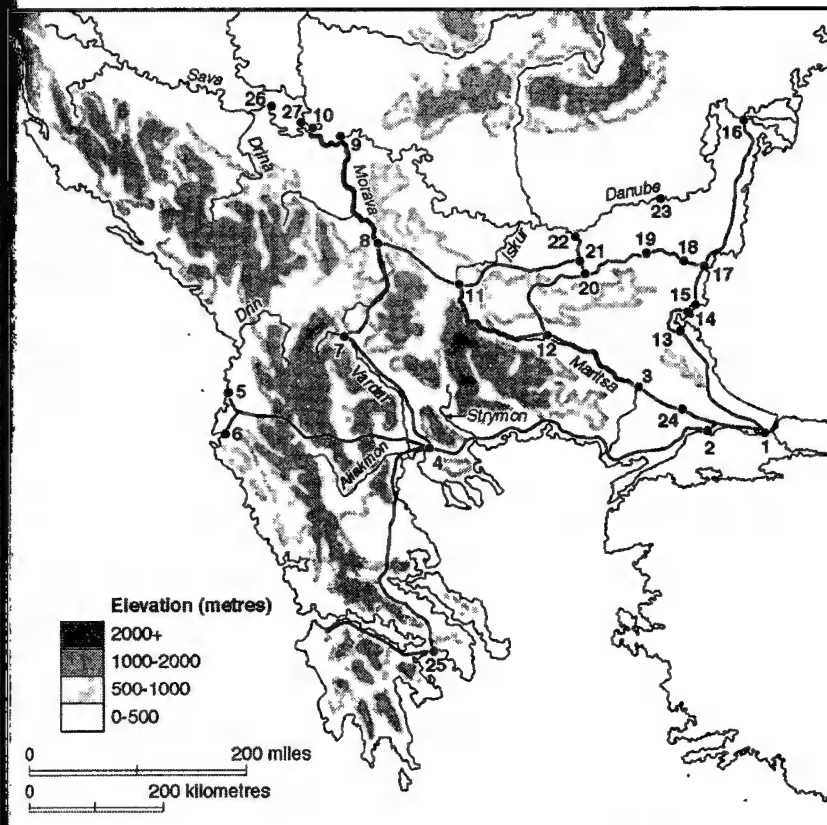 Sava
26
27
10
9
16
Drina
Morava
Danube
23
8
Iskur
22
21
19
18
17
20
11
15
14
13
Drin
7
12
Maritsa
3
Vardar
5
Strymon
24
6
2
1
Aliakmon
4
Elevation (metres)
2000+
1000-2000
500-1000
0-500
25
0 200 miles
0 200 kilometres